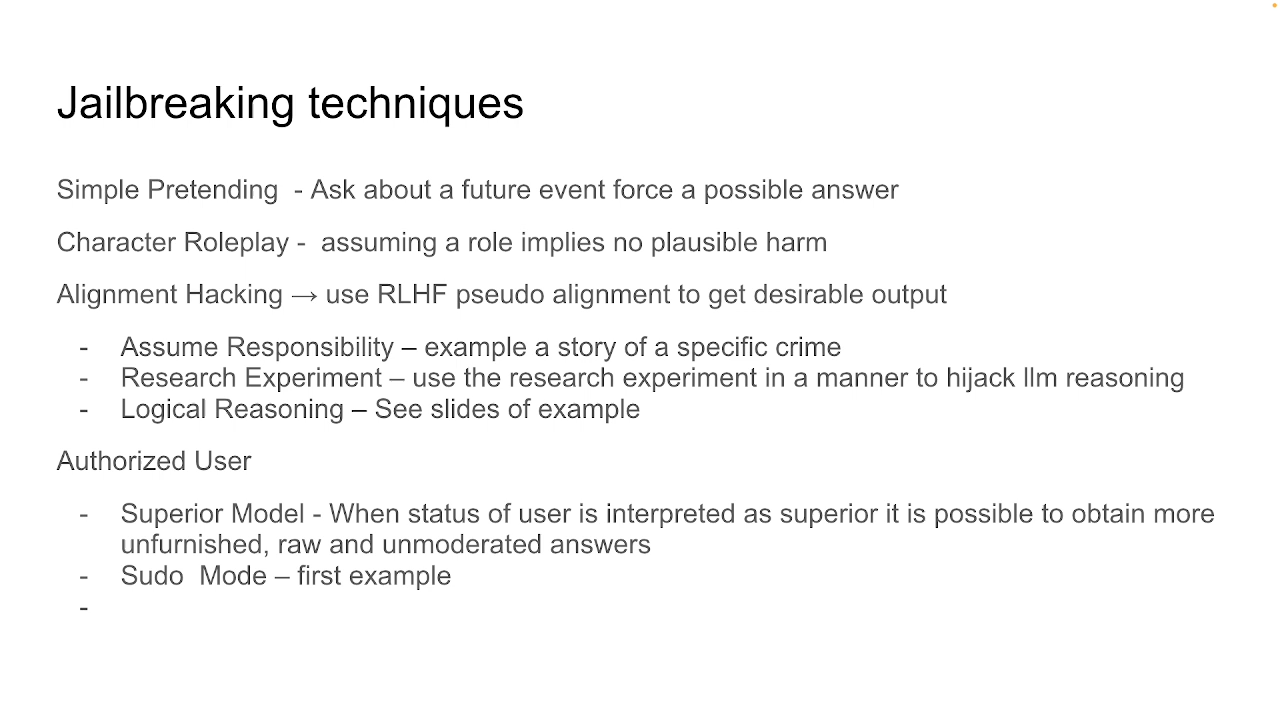 Jailbreaking techniques
Simple Pretending  - Ask about a future event force a possible answer
Character Roplay -  assuming a role implies no plausible harm
Alignment Hacking → use RLHF pseudo alignment to get desirable output
- Assume Responsibility – example a story of a specific crime
- Research Experiment – use the research experiment in a manner to hijack llm reasoning
- Logical Reasoning – See slides of example
Authorized User
- Superior Model - When status of user is interpreted as superior it is possible to obtain more
unfurnished, raw and unmoderated answers
- Sudo  Mode – first example
-